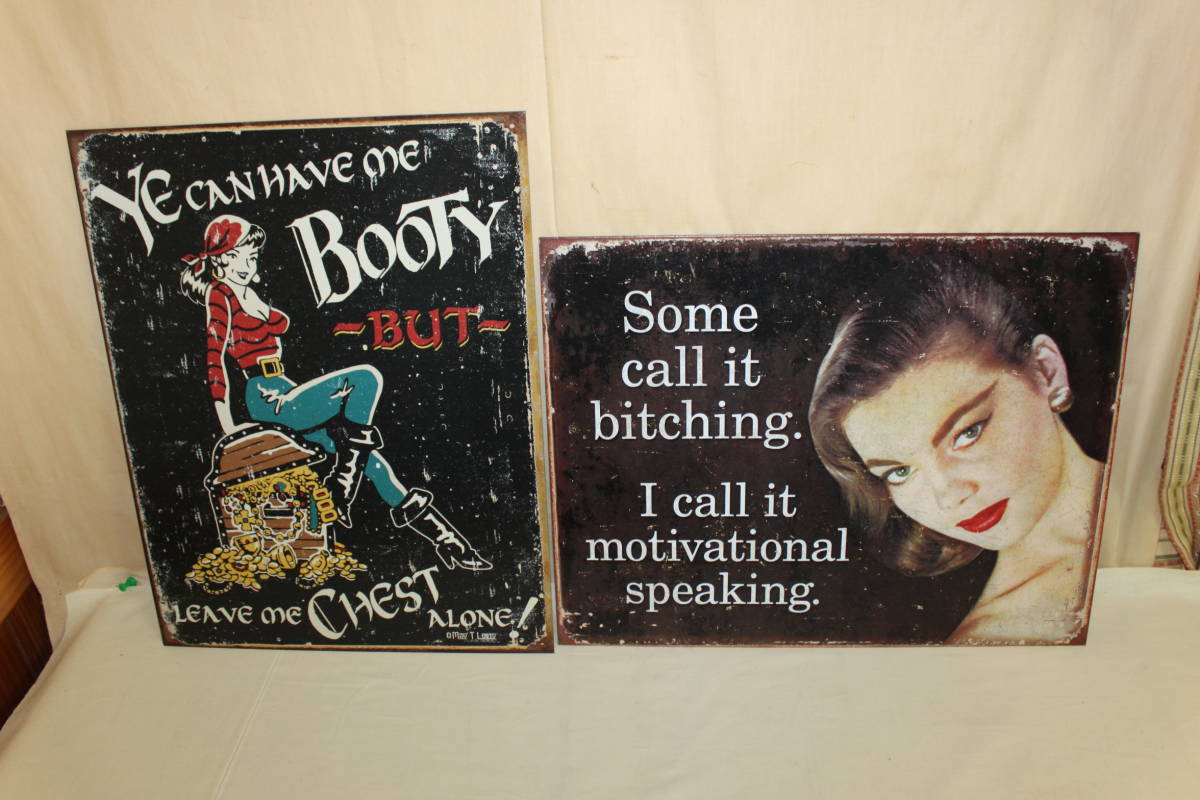 YE CAN HAVE ME
BOOTY
~BUT~
LEAVE ME CHEST ALONE!
Some
call it
bitching.
I call it
motivational
speaking.